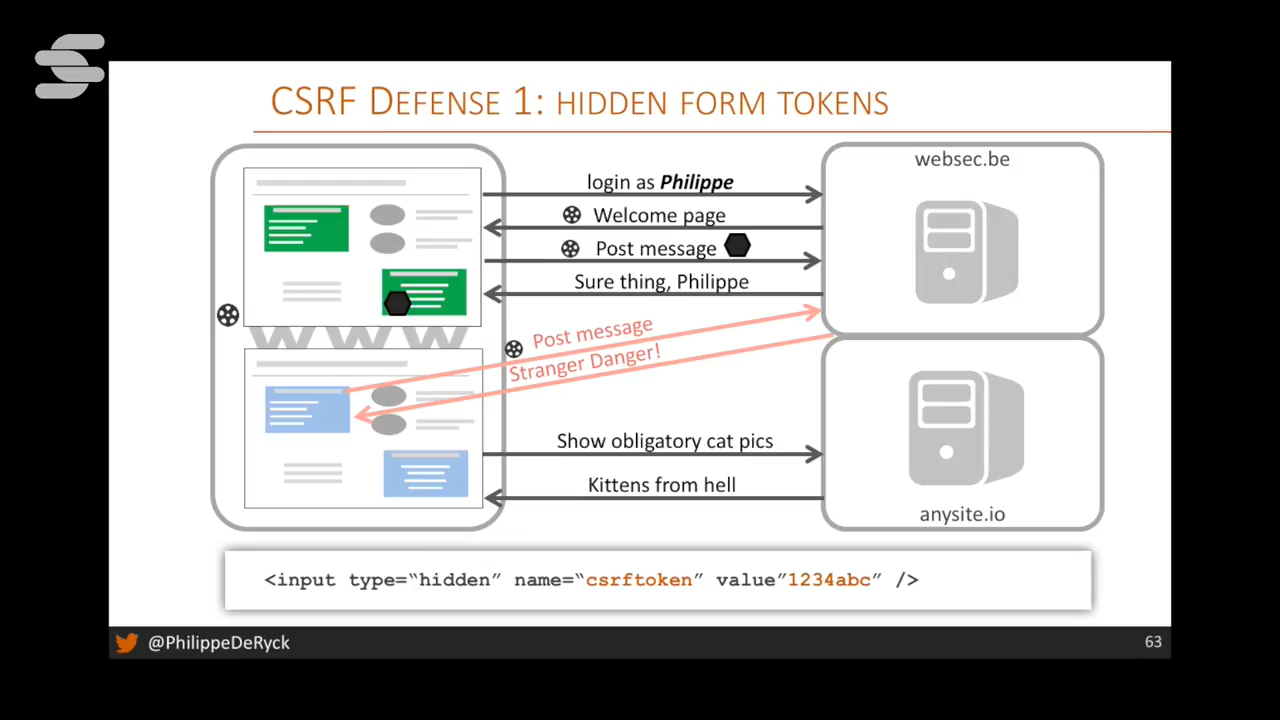 CSRF DEFENSE 1: HIDDEN FORM TOKENS
websec.be
login as Philippe
Welcome page
Post message
Sure thing, Philippe
WWW
Post message
Stranger Danger!
Show obligatory cat pics
Kittens from hell
anysite.io
<input type=“hidden” name=“csrftoken” value”1234abc” />
@PhilippeDeRyck
63